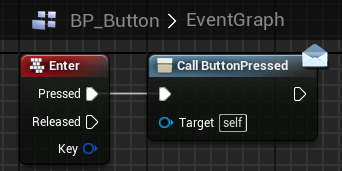 BP_Button > EventGraph
Enter
Call ButtonPressed
Pressed
Released
Target self
Key